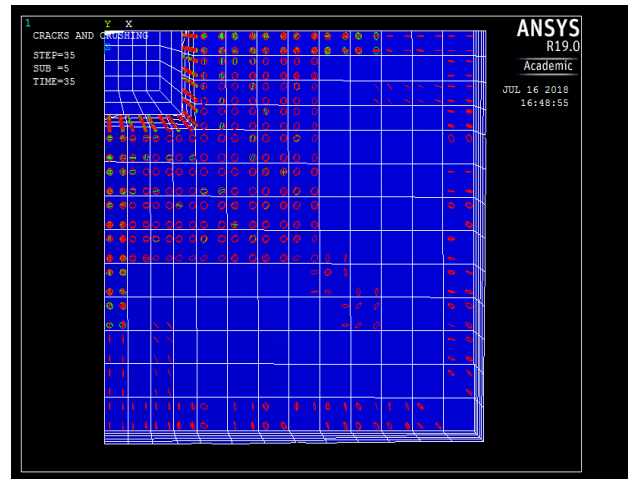 1
CRACKS AND CRUSHING
STEP=35
SUB =5
TIME=35
Y X
Z
ANSYS
R19.0
Academic
JUL 16 2018
16:48:55